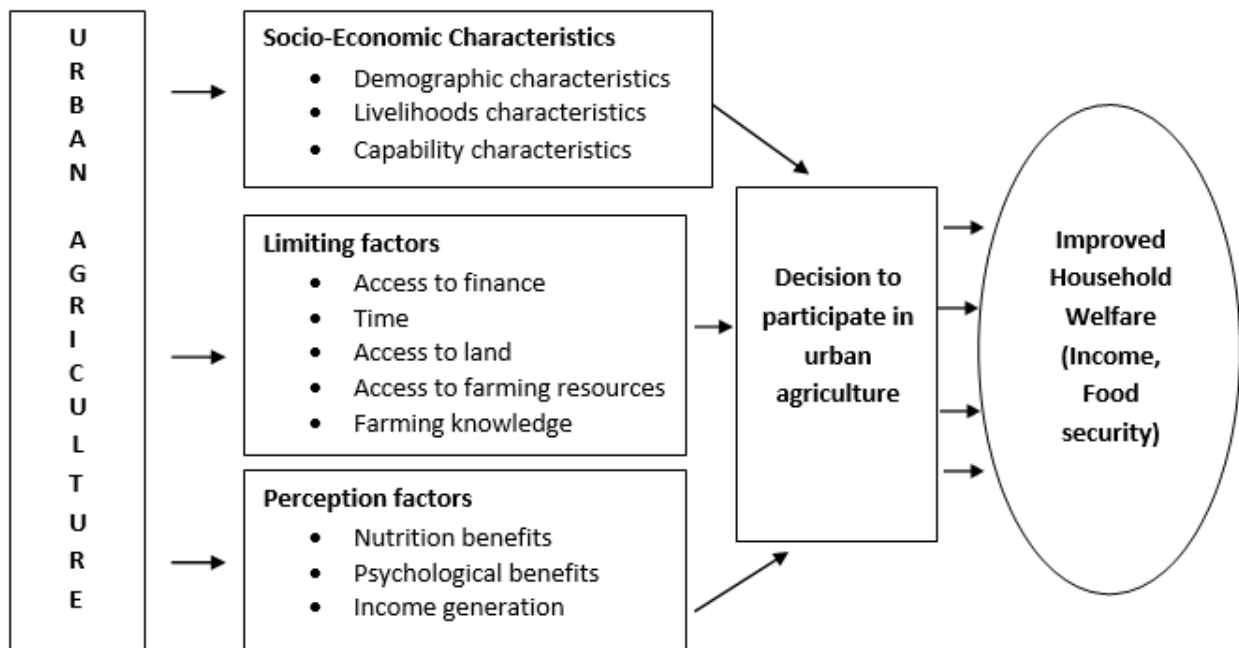 URBAN AGRICULTURE
Socio-Economic Characteristics
• Demographic characteristics
• Livelihoods characteristics
• Capability characteristics
Limiting factors
• Access to finance
• Time
• Access to land
• Access to farming resources
• Farming knowledge
Perception factors
• Nutrition benefits
• Psychological benefits
• Income generation
Decision to
participate in
urban
agriculture
Improved
Household
Welfare
(Income,
Food
security)